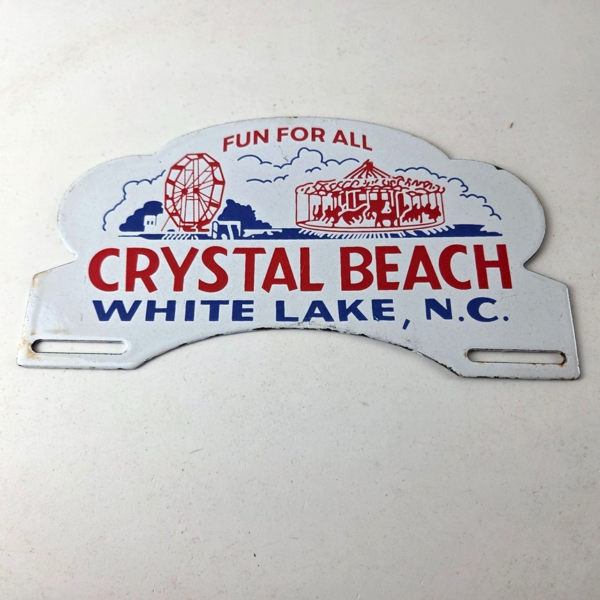 FUN FOR ALL
CRYSTAL BEACH
WHITE LAKE, N.C.